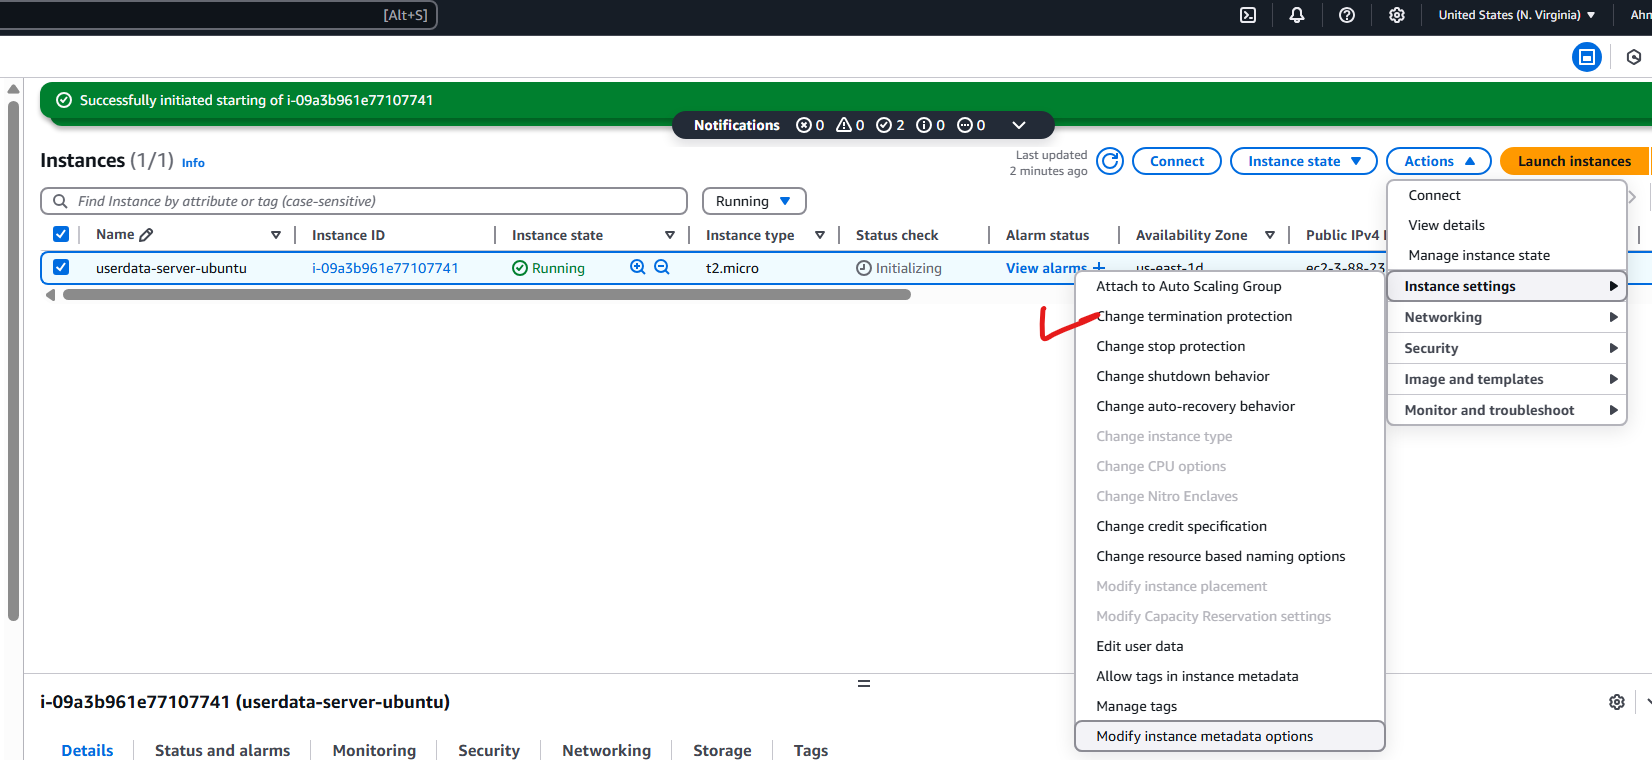 [Alt+S]
United States (N. Virginia)
Successfully initiated starting of i-09a3b961e77107741
Notifications 0 0 2 0 0
Instances (1/1) Info
Last updated
2 minutes ago
Connect
Instance state
Actions
Launch instances
Find Instance by attribute or tag (case-sensitive)
Running
Name Instance ID Instance state Instance type Status check Alarm status Availability Zone Public IPv4
userdata-server-ubuntu i-09a3b961e77107741 Running t2.micro Initializing View alarms + us-east-1d ec2-3-88-23
Connect
View details
Manage instance state
Instance settings
Networking
Security
Image and templates
Monitor and troubleshoot
Attach to Auto Scaling Group
Change termination protection
Change stop protection
Change shutdown behavior
Change auto-recovery behavior
Change instance type
Change CPU options
Change Nitro Enclaves
Change credit specification
Change resource based naming options
Modify instance placement
Modify Capacity Reservation settings
Edit user data
Allow tags in instance metadata
Manage tags
Modify instance metadata options
i-09a3b961e77107741 (userdata-server-ubuntu)
Details Status and alarms Monitoring Security Networking Storage Tags